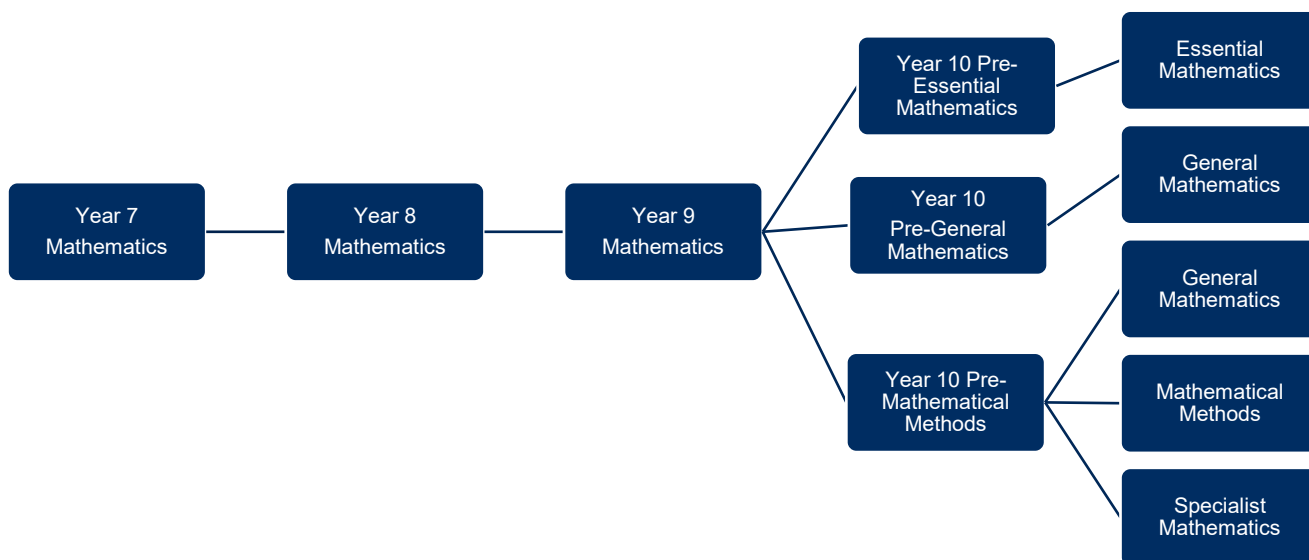 Year 7
Mathematics
Year 8
Mathematics
Year 9
Mathematics
Year 10 Pre-
Essential
Mathematics
Year 10
Pre-General
Mathematics
Year 10 Pre-
Mathematical
Methods
Essential
Mathematics
General
Mathematics
General
Mathematics
Mathematical
Methods
Specialist
Mathematics